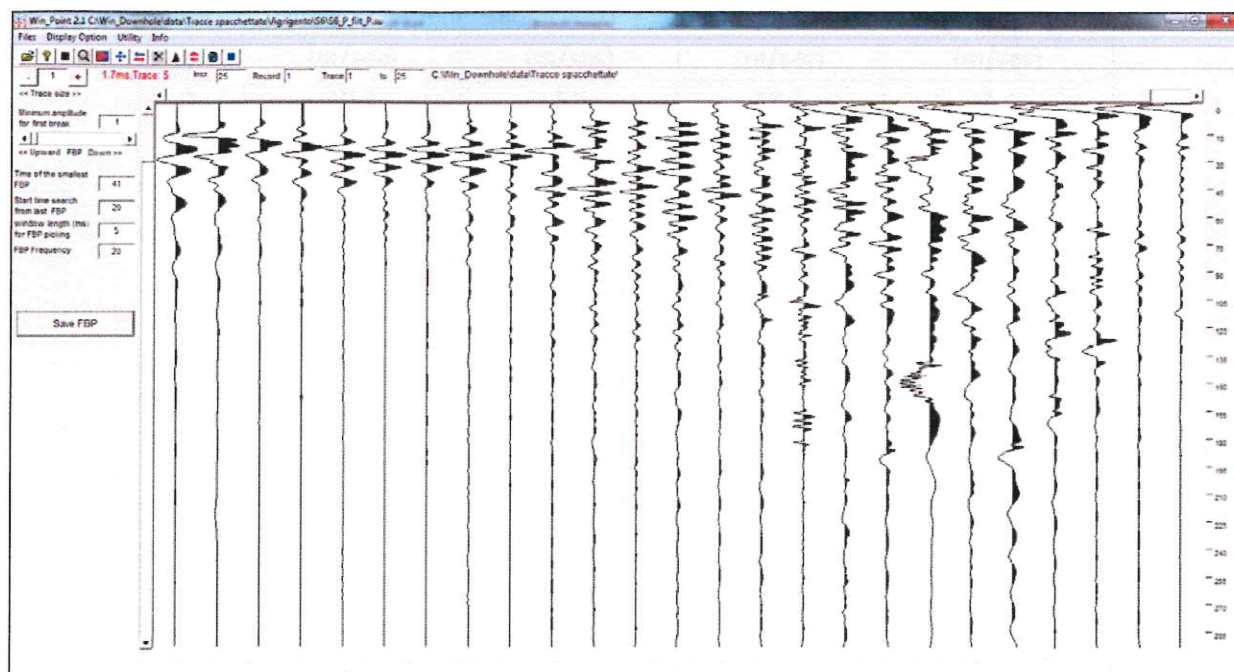 Win_Point 2.1 C:\Win_Downhole\data\Tracce spacchettate\Agrigento\S6\S6_P_filt_P.su
Files Display Option Utility Info
- 1 + 1.7ms,Trace: 5 Incr 25 Record 1 Trace 1 to 25 C:\Win_Downhole\data\Tracce spacchettate\
<< Trace size >>
Minimum amplitude
for first break 1
<< Upward FBP Down >>
Time of the smallest
FBP 41
Start time search
from last FBP 20
window length (ms)
for FBP picking 5
FBP Frequency 20
Save FBP
0
15
30
45
60
75
90
105
120
135
150
165
180
195
210
225
240
255
270
285